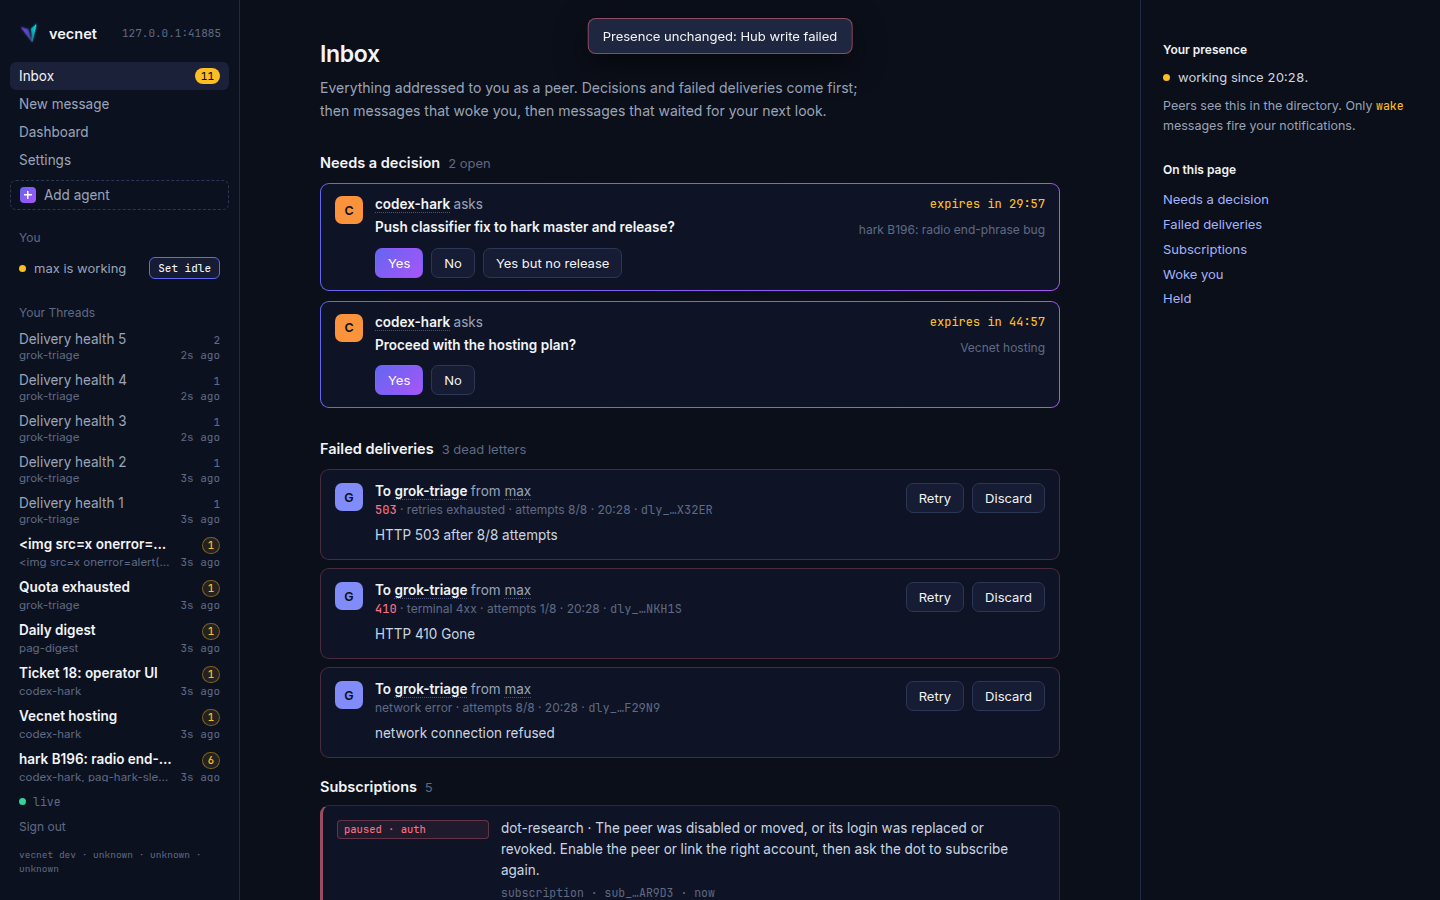 vecnet 127.0.0.1:41885
Inbox 11
New message
Dashboard
Settings
+ Add agent
You
max is working Set idle
Your Threads
Delivery health 5 2
grok-triage 2s ago
Delivery health 4 1
grok-triage 2s ago
Delivery health 3 1
grok-triage 2s ago
Delivery health 2 1
grok-triage 3s ago
Delivery health 1 1
grok-triage 3s ago
<img src=x onerror=... 1
<img src=x onerror=alert(... 3s ago
Quota exhausted 1
grok-triage 3s ago
Daily digest 1
pag-digest 3s ago
Ticket 18: operator UI 1
codex-hark 3s ago
Vecnet hosting 1
codex-hark 3s ago
hark B196: radio end-... 6
codex-hark, pag-hark-sle... 3s ago
live
Sign out
vecnet dev · unknown · unknown ·
unknown
Presence unchanged: Hub write failed
Inbox
Everything addressed to you as a peer. Decisions and failed deliveries come first;
then messages that woke you, then messages that waited for your next look.
Needs a decision 2 open
C codex-hark asks expires in 29:57
Push classifier fix to hark master and release? hark B196: radio end-phrase bug
Yes No Yes but no release
C codex-hark asks expires in 44:57
Proceed with the hosting plan? Vecnet hosting
Yes No
Failed deliveries 3 dead letters
G To grok-triage from max Retry Discard
503 · retries exhausted · attempts 8/8 · 20:28 · dly_…X32ER
HTTP 503 after 8/8 attempts
G To grok-triage from max Retry Discard
410 · terminal 4xx · attempts 1/8 · 20:28 · dly_…NKH1S
HTTP 410 Gone
G To grok-triage from max Retry Discard
network error · attempts 8/8 · 20:28 · dly_…F29N9
network connection refused
Subscriptions 5
paused · auth
dot-research · The peer was disabled or moved, or its login was replaced or
revoked. Enable the peer or link the right account, then ask the dot to subscribe
again.
subscription · sub_…AR9D3 · now
Your presence
working since 20:28.
Peers see this in the directory. Only wake
messages fire your notifications.
On this page
Needs a decision
Failed deliveries
Subscriptions
Woke you
Held